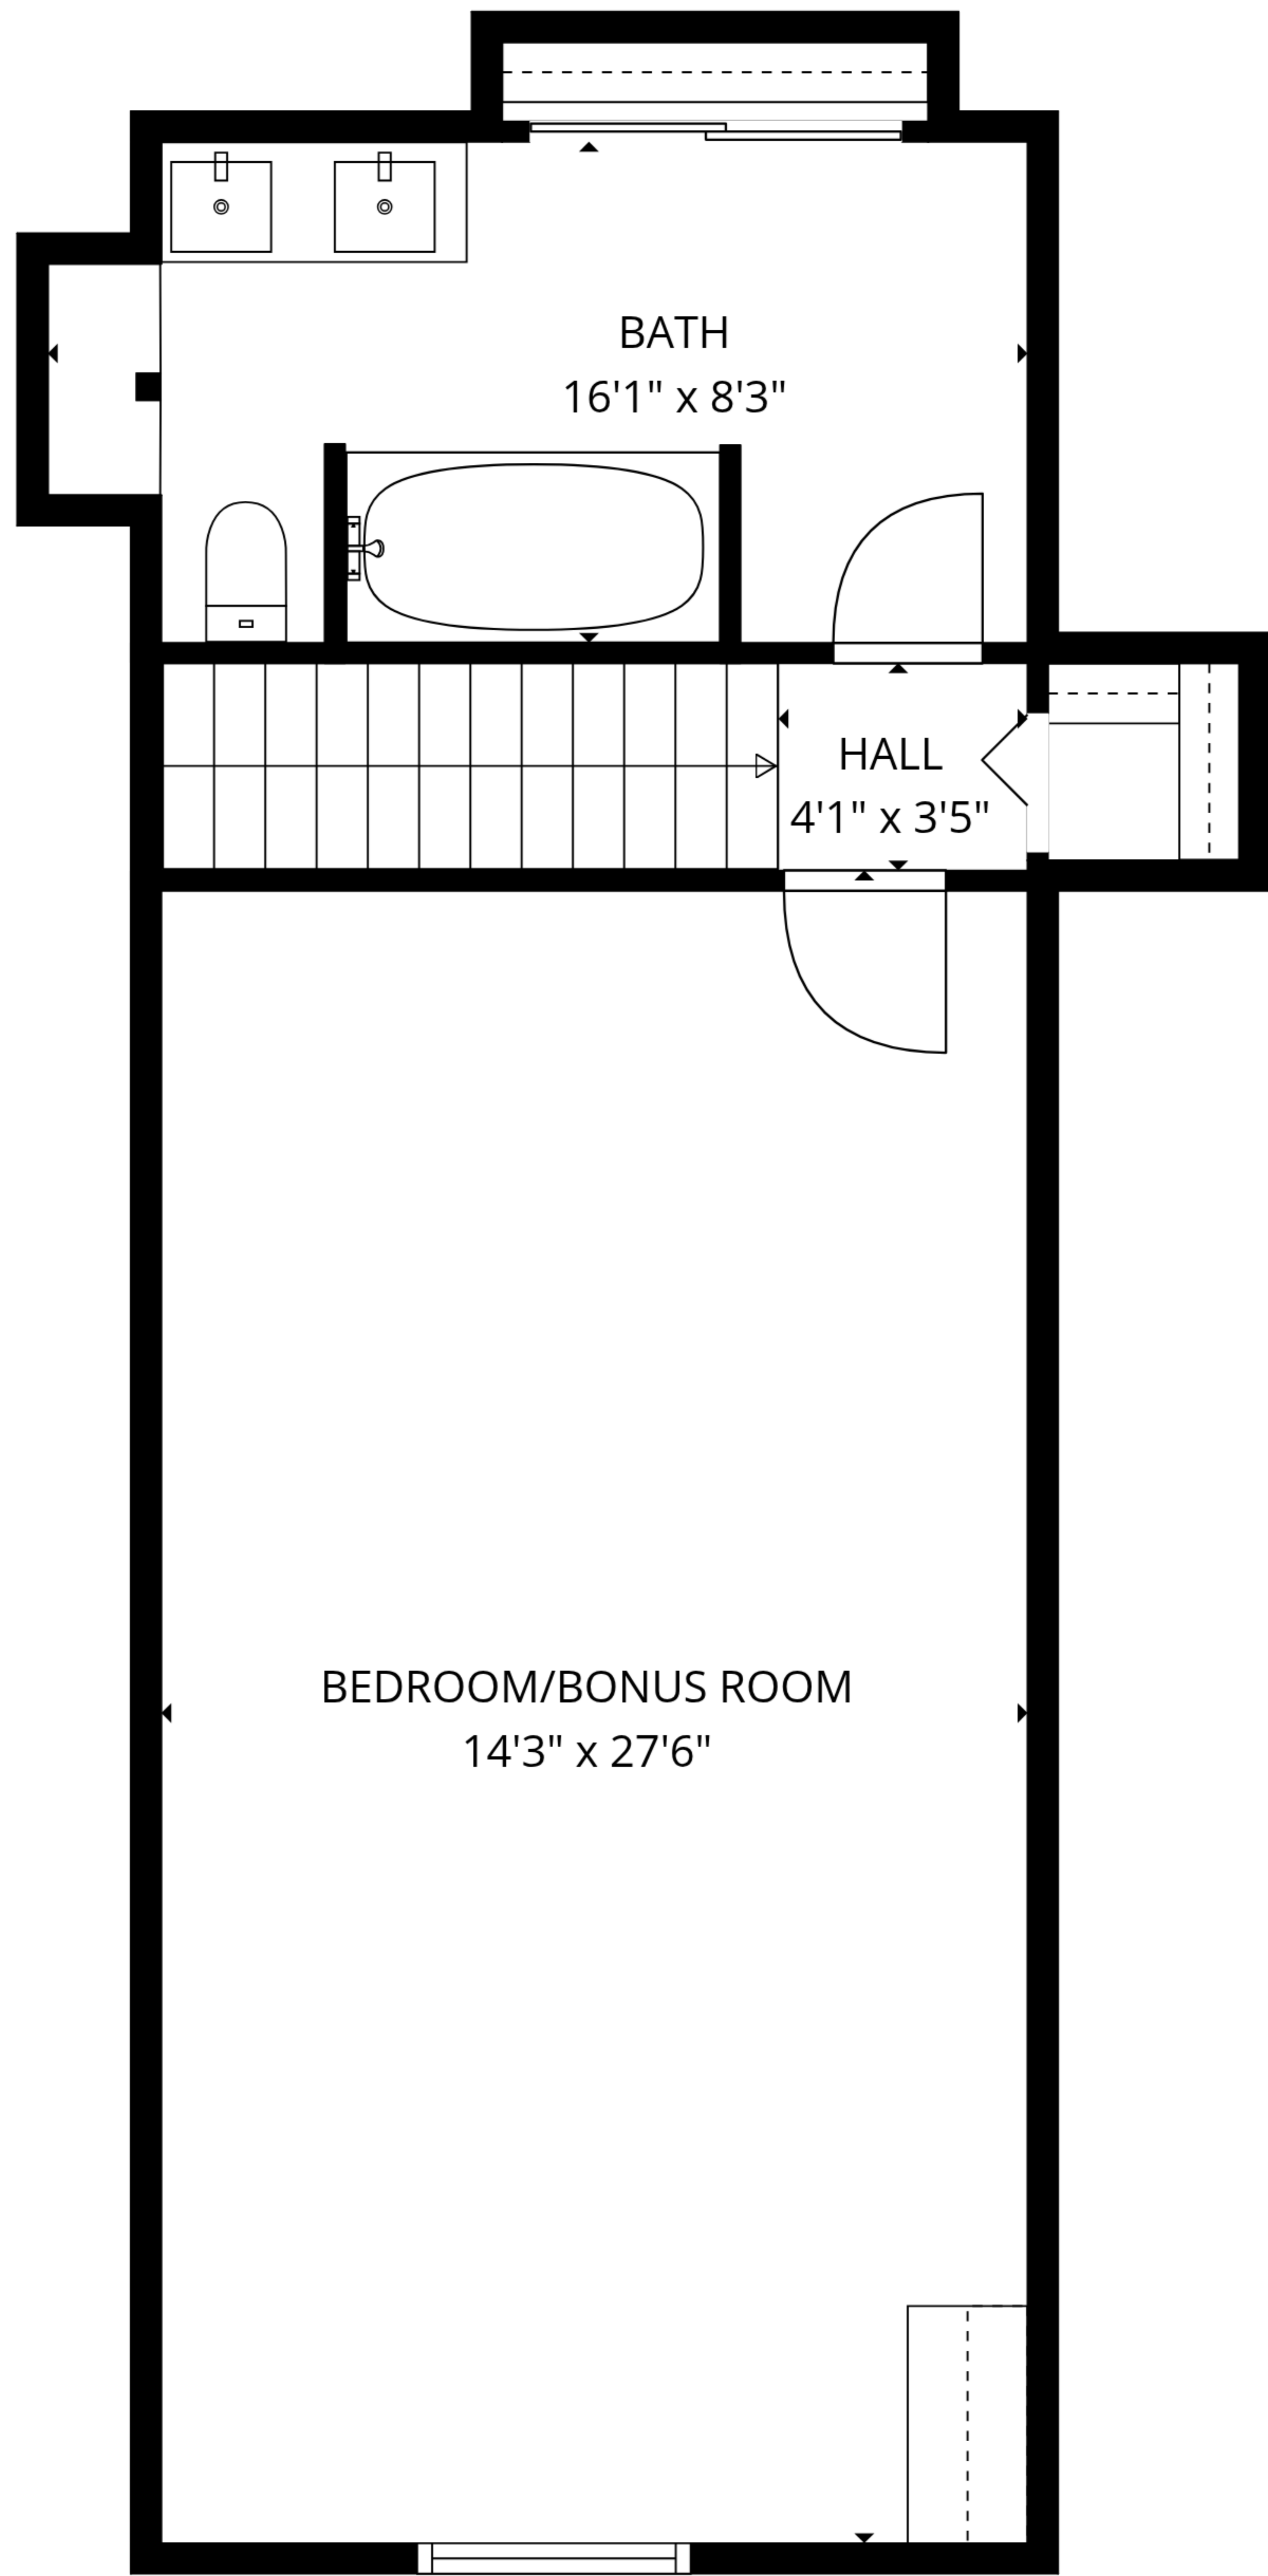 BATH
16'1" x 8'3"
HALL
4'1" x 3'5"
BEDROOM/BONUS ROOM
14'3" x 27'6"